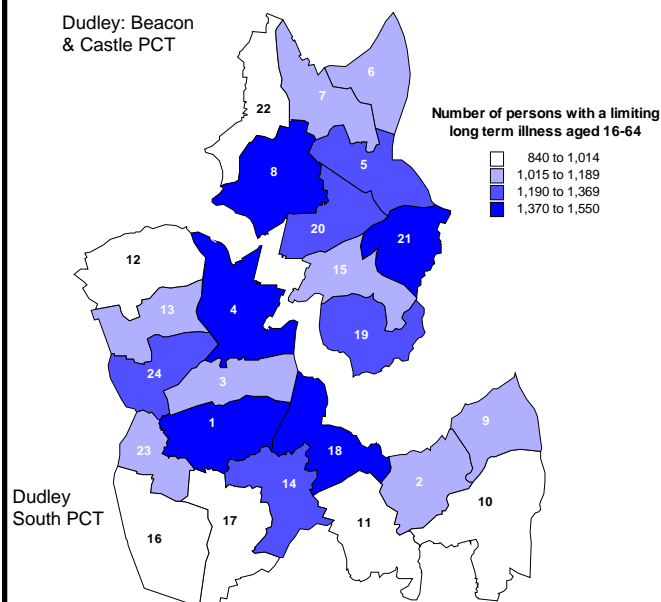 Dudley: Beacon
& Castle PCT
6
7
22
Number of persons with a limiting
long term illness aged 16-64
840 to 1,014
1,015 to 1,189
1,190 to 1,369
1,370 to 1,550
5
8
20
21
12
15
13
4
19
24
3
9
1
23
18
14
2
Dudley
South PCT
10
17
11
16